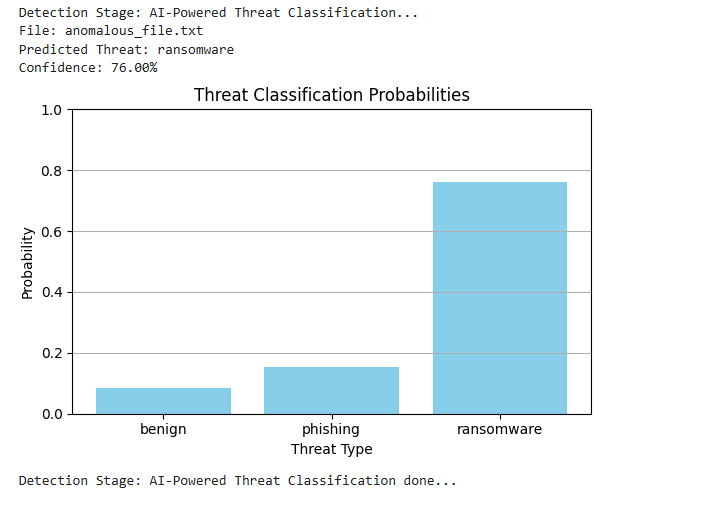 Detection Stage: AI-Powered Threat Classification...
File: anomalous_file.txt
Predicted Threat: ransomware
Confidence: 76.00%
Threat Classification Probabilities
1.0
0.8
0.6
0.4
0.2
0.0
Probability
benign phishing ransomware
Threat Type
Detection Stage: AI-Powered Threat Classification done...